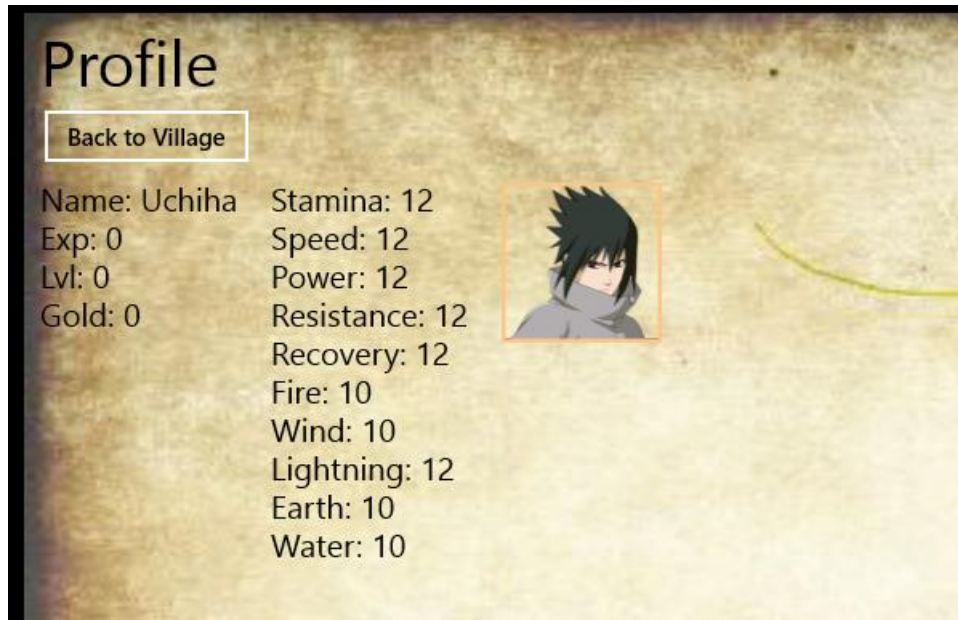 Profile
Back to Village
Name: Uchiha
Exp: 0
Lvl: 0
Gold: 0
Stamina: 12
Speed: 12
Power: 12
Resistance: 12
Recovery: 12
Fire: 10
Wind: 10
Lightning: 12
Earth: 10
Water: 10